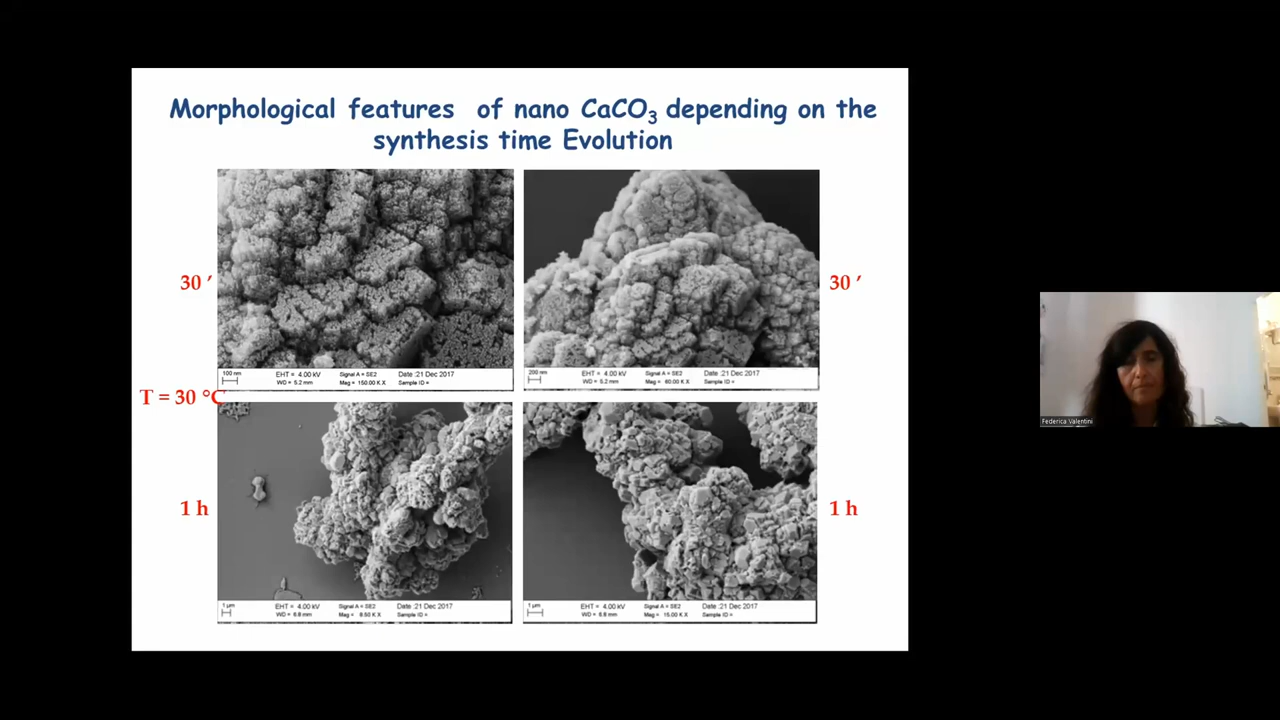 Morphological features of nano CaCO₃ depending on the
synthesis time Evolution
30 ′
30 ′
100 nm
EHT = 4.00 kV
Signal A = SE2
Date :21 Dec 2017
WD = 5.2 mm
Mag = 150.00 K X
Sample ID =
200 nm
EHT = 4.00 kV
Signal A = SE2
Date :21 Dec 2017
WD = 5.2 mm
Mag = 60.00 K X
Sample ID =
T = 30 °C
1 h
1 h
1 µm
EHT = 4.00 kV
Signal A = SE2
Date :21 Dec 2017
WD = 6.8 mm
Mag = 8.50 K X
Sample ID =
1 µm
EHT = 4.00 kV
Signal A = SE2
Date :21 Dec 2017
WD = 6.8 mm
Mag = 15.00 K X
Sample ID =
Federica Valentini